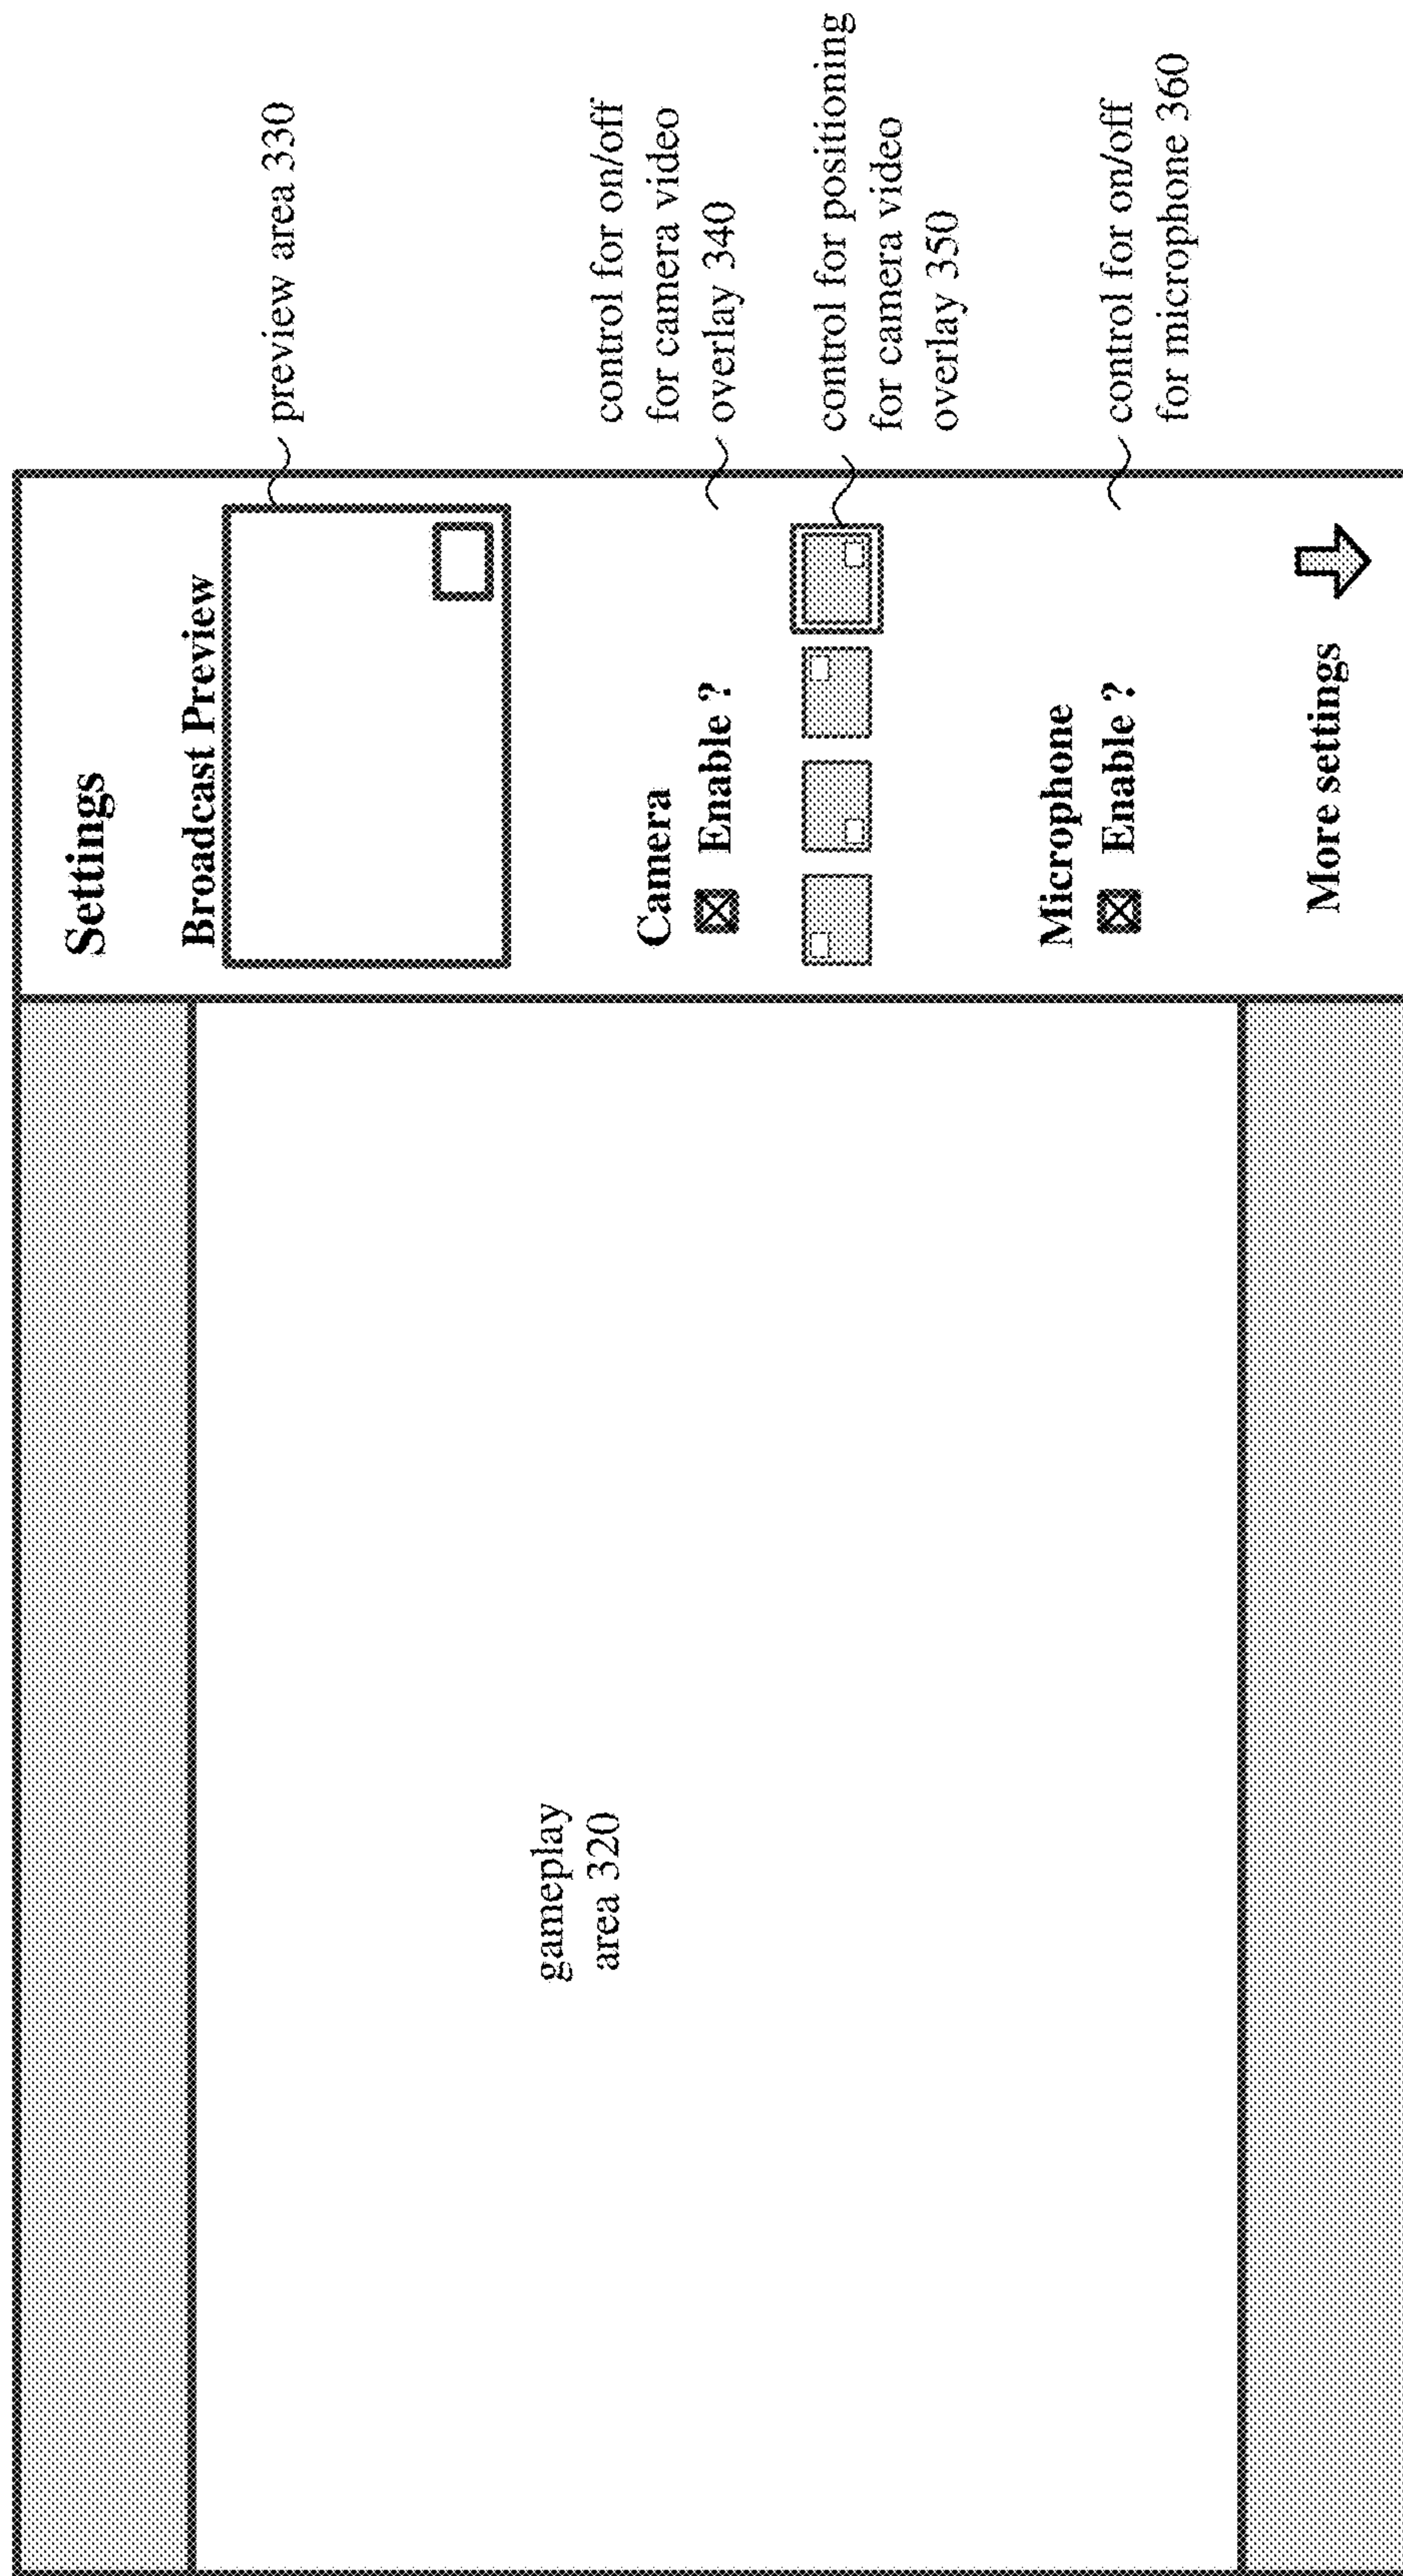 gameplay
area 320
Settings
Broadcast Preview
Camera
Enable ?
Microphone
Enable ?
More settings
preview area 330
control for on/off
for camera video
overlay 340
control for positioning
for camera video
overlay 350
control for on/off
for microphone 360